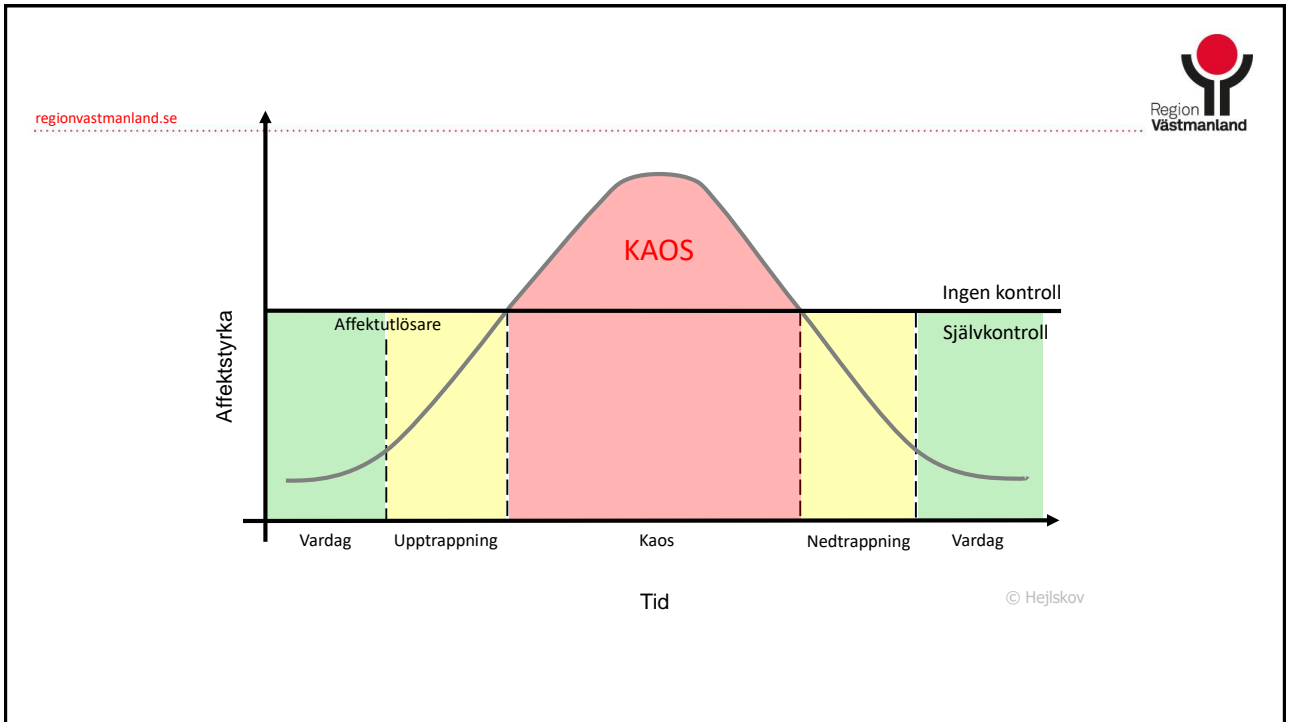 regionvastmanland.se
Region
Västmanland
KAOS
Ingen kontroll
Affektutlösare
Självkontroll
Affektstyrka
Vardag Upptrappning Kaos Nedtrappning Vardag
Tid
© Hejlskov